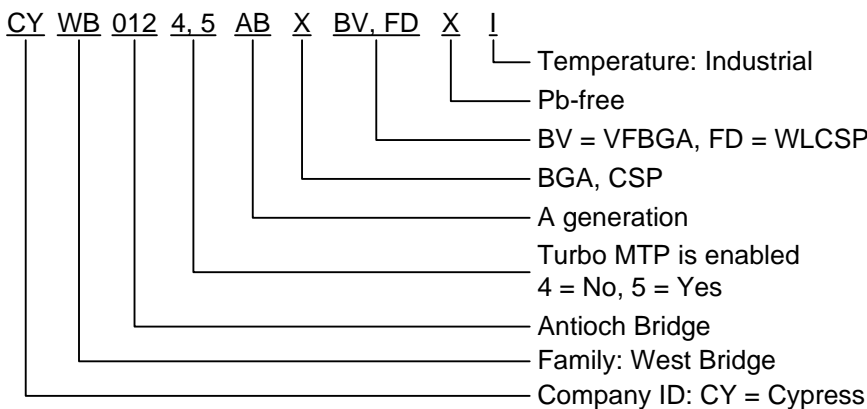 CY WB 012 4, 5 AB X BV, FD X I
Temperature: Industrial
Pb-free
BV = VFBGA, FD = WLCSP
BGA, CSP
A generation
Turbo MTP is enabled
4 = No, 5 = Yes
Antioch Bridge
Family: West Bridge
Company ID: CY = Cypress